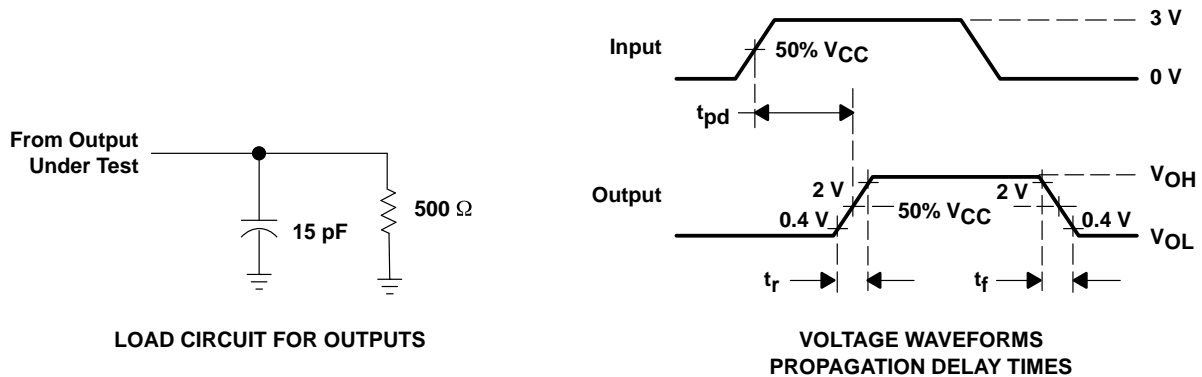 From Output
Under Test
15 pF
500 Ω
LOAD CIRCUIT FOR OUTPUTS
Input
50% VCC
3 V
0 V
tpd
Output
2 V
0.4 V
50% VCC
2 V
0.4 V
VOH
VOL
tr
tf
VOLTAGE WAVEFORMS
PROPAGATION DELAY TIMES